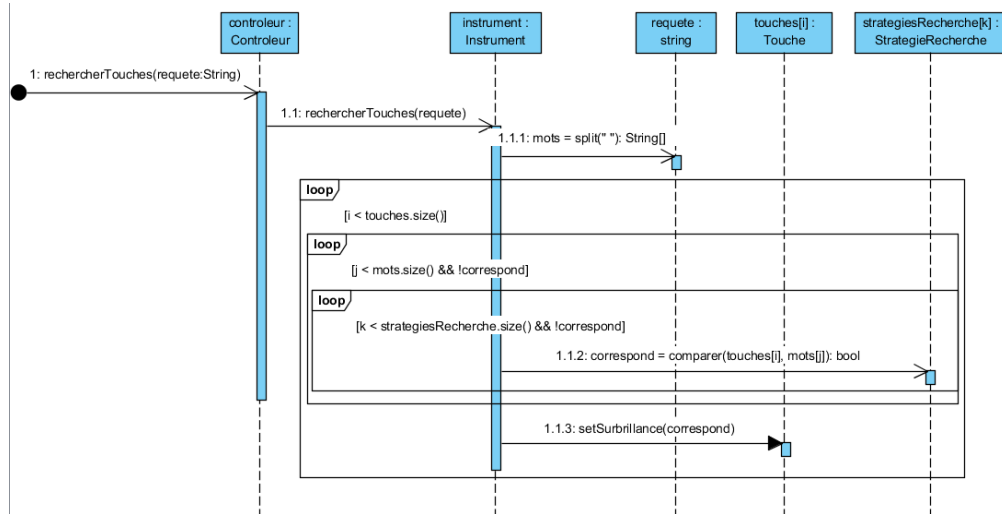 controleur :
Controleur
instrument :
Instrument
requete :
string
touches[i] :
Touche
strategiesRecherche[k] :
StrategieRecherche
1: rechercherTouches(requete:String)
1.1: rechercherTouches(requete)
1.1.1: mots = split(" "): String[]
loop
[i < touches.size()]
loop
[j < mots.size() && !correspond]
loop
[k < strategiesRecherche.size() && !correspond]
1.1.2: correspond = comparer(touches[i], mots[j]): bool
1.1.3: setSurbrillance(correspond)